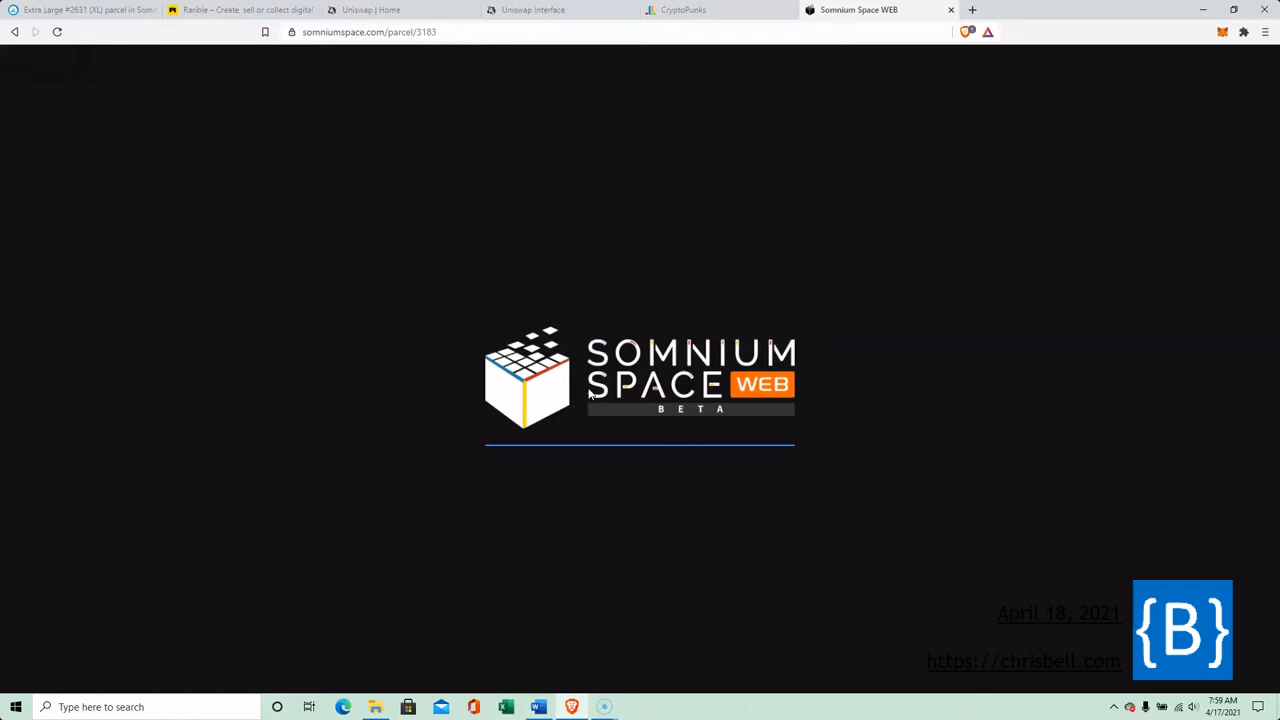 Extra Large #2631 (XL) parcel in Somn
Rarible – Create, sell or collect digital
Uniswap | Home
Uniswap Interface
CryptoPunks
Somnium Space WEB
somniumspace.com/parcel/3183
1
SOMNIUM
SPACE WEB
BETA
April 18, 2021
https://chrisbell.com
{B}
Type here to search
7:59 AM
4/17/2021